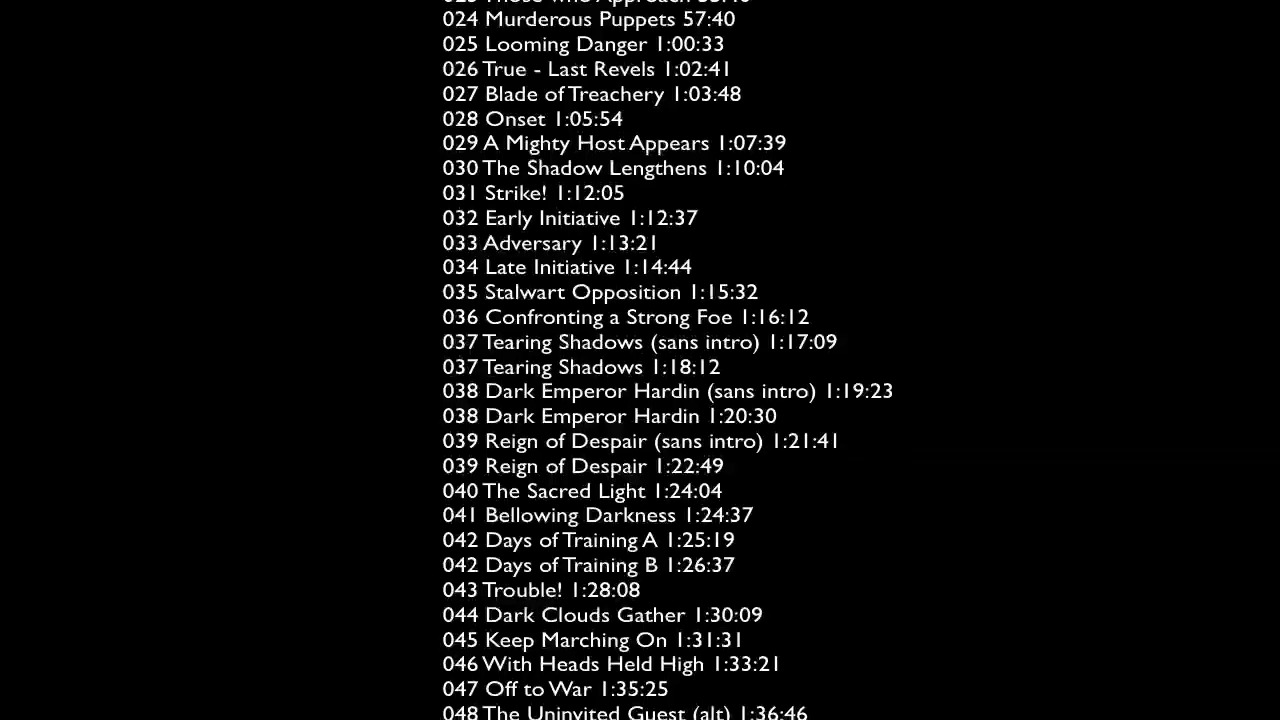 024 Murderous Puppets 57:40
025 Looming Danger 1:00:33
026 True - Last Revels 1:02:41
027 Blade of Treachery 1:03:48
028 Onset 1:05:54
029 A Mighty Host Appears 1:07:39
030 The Shadow Lengthens 1:10:04
031 Strike! 1:12:05
032 Early Initiative 1:12:37
033 Adversary 1:13:21
034 Late Initiative 1:14:44
035 Stalwart Opposition 1:15:32
036 Confronting a Strong Foe 1:16:12
037 Tearing Shadows (sans intro) 1:17:09
037 Tearing Shadows 1:18:12
038 Dark Emperor Hardin (sans intro) 1:19:23
038 Dark Emperor Hardin 1:20:30
039 Reign of Despair (sans intro) 1:21:41
039 Reign of Despair 1:22:49
040 The Sacred Light 1:24:04
041 Bellowing Darkness 1:24:37
042 Days of Training A 1:25:19
042 Days of Training B 1:26:37
043 Trouble! 1:28:08
044 Dark Clouds Gather 1:30:09
045 Keep Marching On 1:31:31
046 With Heads Held High 1:33:21
047 Off to War 1:35:25
048 The Uninvited Guest (alt) 1:36:46